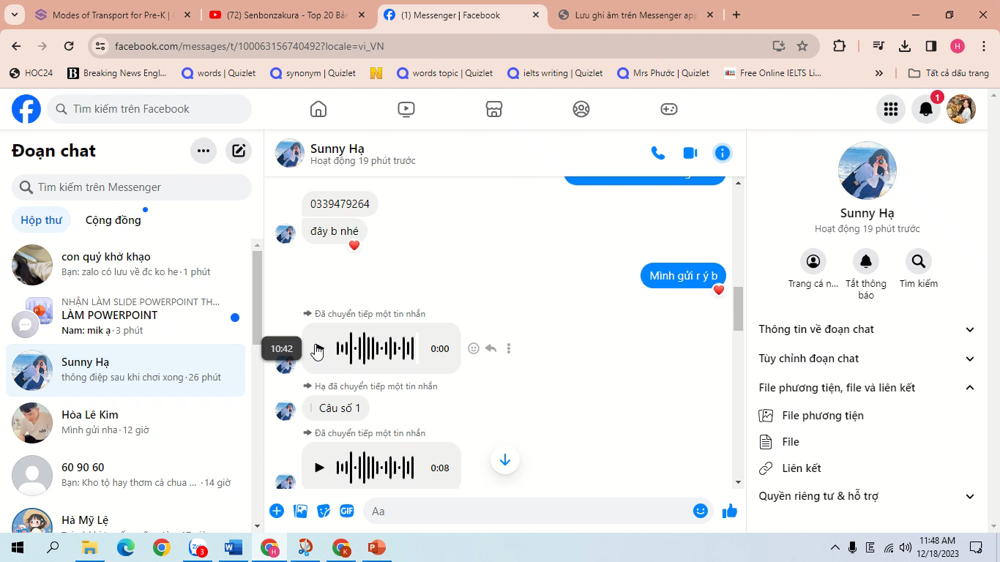 Modes of Transport for Pre-K |
(72) Senbonzakura - Top 20 Bản
(1) Messenger | Facebook
Lưu ghi âm trên Messenger app
facebook.com/messages/t/100063156740492?locale=vi_VN
H
HOC24
Breaking News Engl...
words | Quizlet
synonym | Quizlet
words topic | Quizlet
ielts writing | Quizlet
Mrs Phước | Quizlet
Free Online IELTS Li...
Tất cả dấu trang
Tìm kiếm trên Facebook
1
Đoạn chat
Tìm kiếm trên Messenger
Hộp thư
Cộng đồng
con quỷ khờ khạo
Bạn: zalo có lưu về đc ko he · 1 phút
NHẬN LÀM SLIDE POWERPOINT TH...
LÀM POWERPOINT
Nam: mik ạ · 3 phút
Sunny Hạ
thông điệp sau khi chơi xong · 26 phút
Hòa Lê Kim
Mình gửi nha · 12 giờ
60 90 60
Bạn: Kho tộ hay thơm cà chua ... · 14 giờ
Hà Mỹ Lệ
Sunny Hạ
Hoạt động 19 phút trước
0339479264
đây b nhé
Mình gửi r ý b
Đã chuyển tiếp một tin nhắn
10:42
0:00
Hạ đã chuyển tiếp một tin nhắn
Câu số 1
Đã chuyển tiếp một tin nhắn
0:08
GIF
Aa
Sunny Hạ
Hoạt động 19 phút trước
Trang cá n...
Tắt thông báo
Tìm kiếm
Thông tin về đoạn chat
Tùy chỉnh đoạn chat
File phương tiện, file và liên kết
File phương tiện
File
Liên kết
Quyền riêng tư & hỗ trợ
3
11:48 AM
12/18/2023